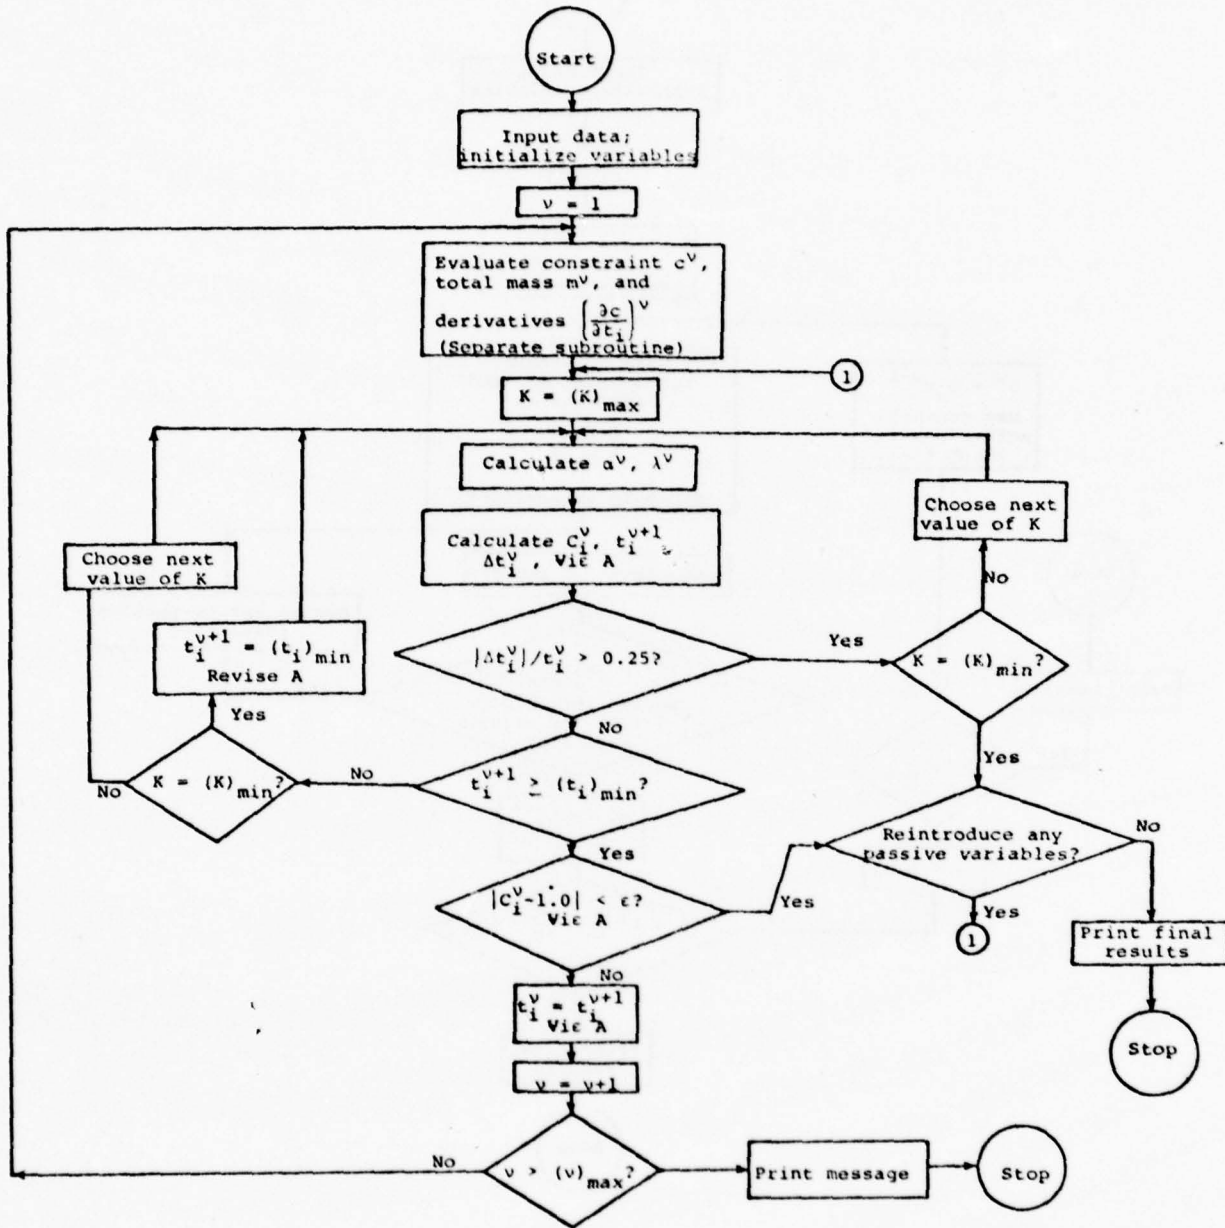 Start
Input data;
initialize variables
ν = 1
Evaluate constraint c^ν,
total mass m^ν, and
derivatives (∂c/∂t_i)^ν
(Separate subroutine)
1
K = (K)_max
Calculate α^ν, λ^ν
Choose next
value of K
Choose next
value of K
Calculate C_i^ν, t_i^ν+1
Δt_i^ν, ∀iε A
No
t_i^ν+1 = (t_i)_min
Revise A
|Δt_i^ν|/t_i^ν > 0.25?
Yes
K = (K)_min?
Yes
No
Yes
K = (K)_min?
No
No
t_i^ν+1 ≥ (t_i)_min?
Reintroduce any
passive variables?
No
Yes
|C_i^ν-1.0| < ε?
∀iε A
Yes
Yes
1
Print final
results
No
t_i^ν = t_i^ν+1
∀iε A
Stop
ν = ν+1
No
ν > (ν)_max?
Print message
Stop